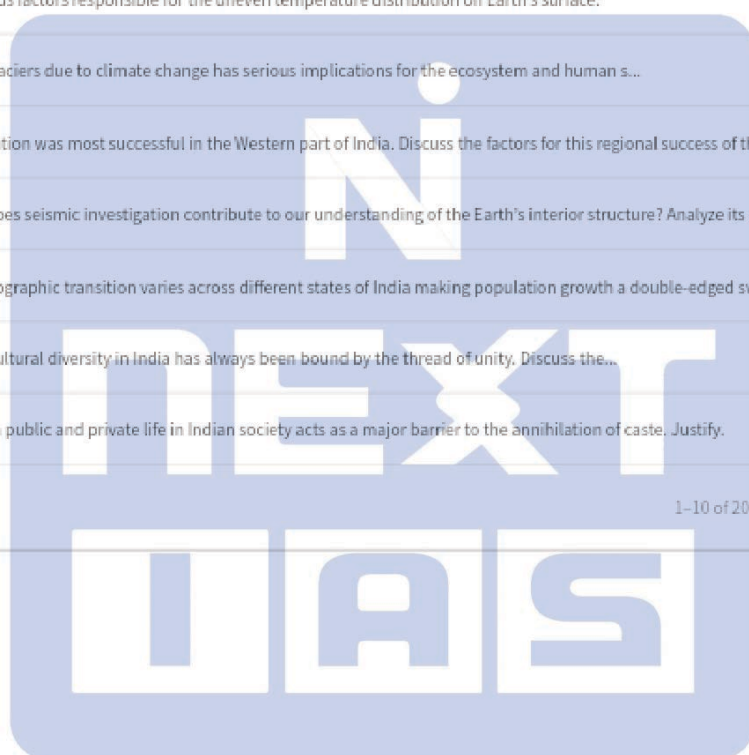 factors responsible for the uneven temperature distribution on Earth's surface.
aciers due to climate change has serious implications for the ecosystem and human s...
tion was most successful in the Western part of India. Discuss the factors for this regional success of th
oes seismic investigation contribute to our understanding of the Earth's interior structure? Analyze its
ographic transition varies across different states of India making population growth a double-edged sv
ultural diversity in India has always been bound by the thread of unity. Discuss the...
public and private life in Indian society acts as a major barrier to the annihilation of caste. Justify.
1–10 of 20
N
NEXT
IAS